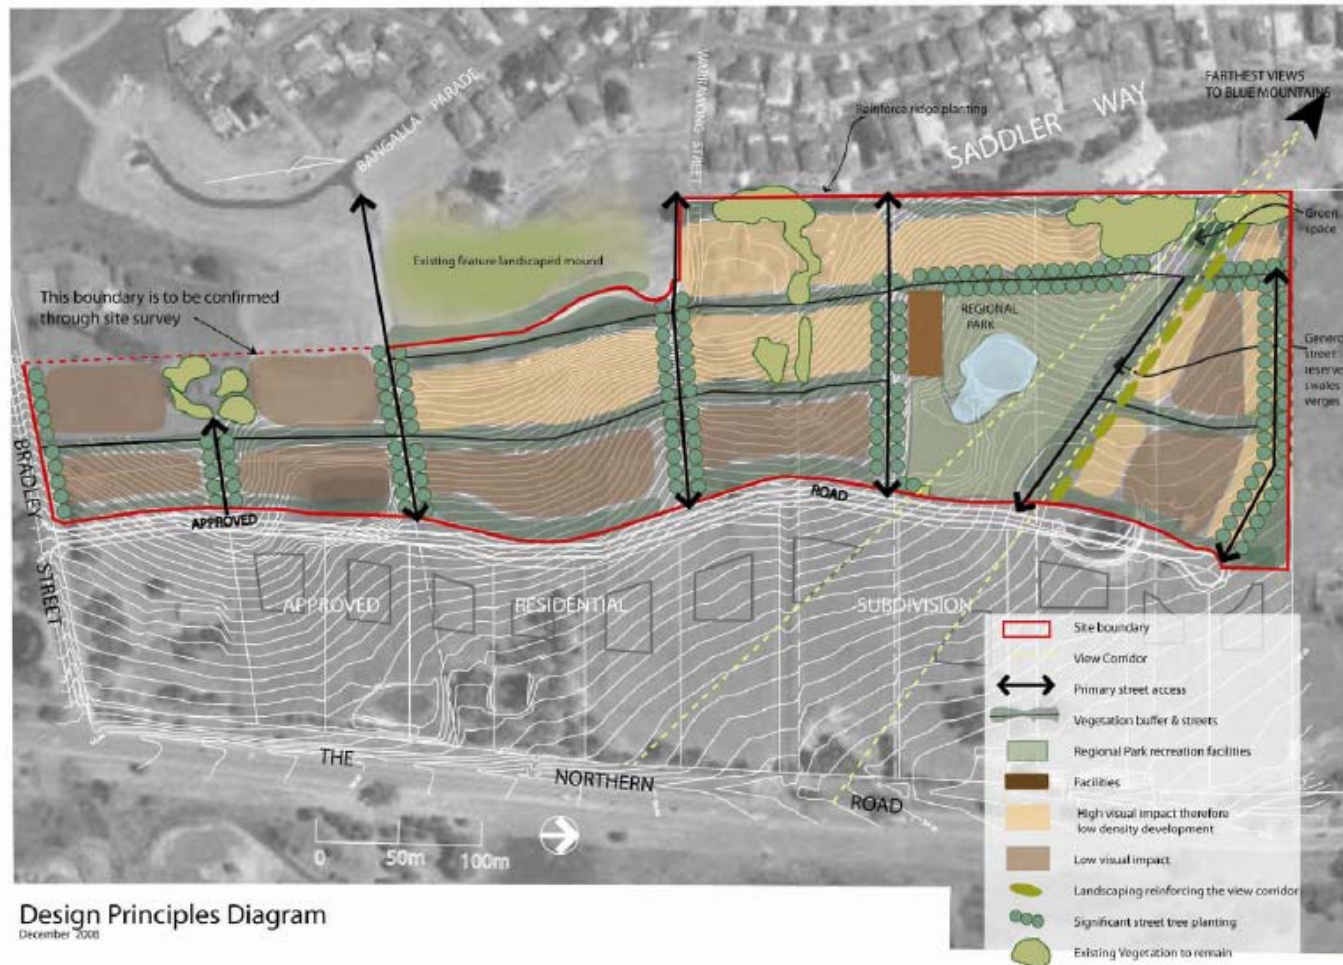 FARTHEST VIEWS
TO BLUE MOUNTAINS
BANGALLA PARADE
STREET
Reinforce ridge planting
SADDLER WAY
Green
space
Existing feature landscaped mound
This boundary is to be confirmed
through site survey
REGIONAL
PARK
street
reserve
swales
verges
BRADLEY STREET
APPROVED
ROAD
APPROVED RESIDENTIAL SUBDIVISION
THE NORTHERN ROAD
0 50m 100m
Site boundary
View Corridor
Primary street access
Vegetation buffer & streets
Regional Park recreation facilities
Facilities
High visual impact therefore
low density development
Low visual impact
Landscaping reinforcing the view corridor
Significant street tree planting
Existing Vegetation to remain
Design Principles Diagram
December 2008